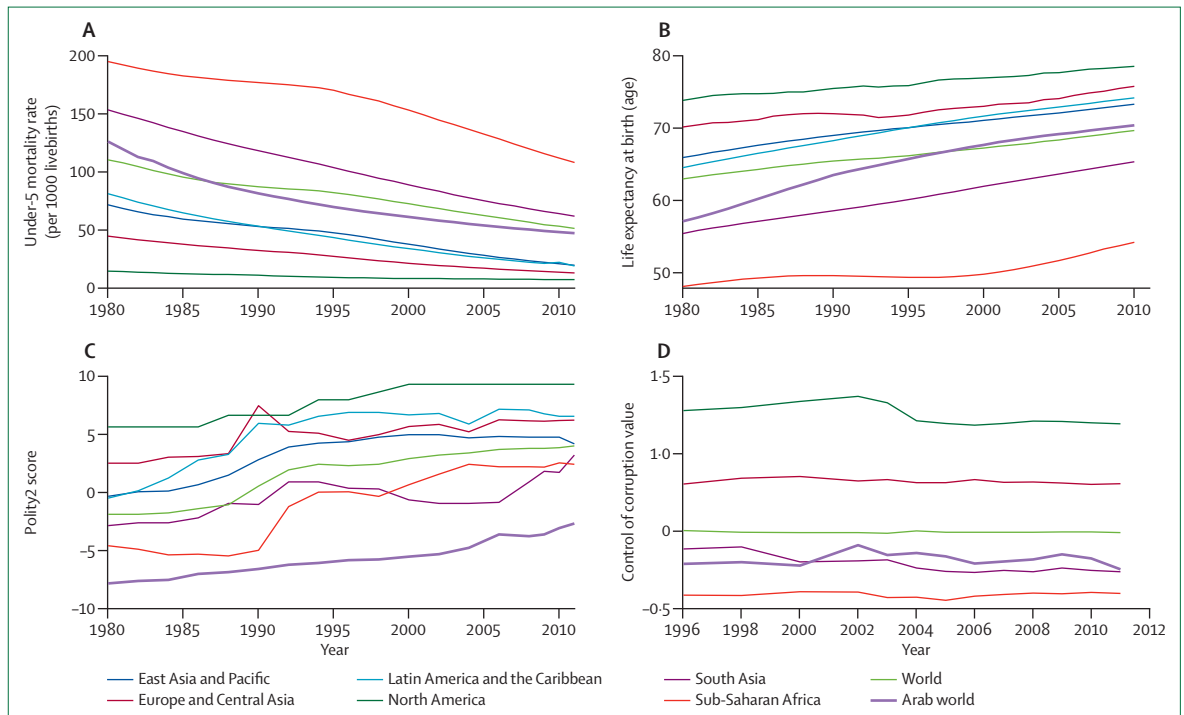 A
Under-5 mortality rate
(per 1000 livebirths)
200
150
100
50
0
1980
1985
1990
1995
2000
2005
2010
B
Life expectancy at birth (age)
80
70
60
50
1980
1985
1990
1995
2000
2005
2010
C
Polity2 score
10
5
0
–5
–10
1980
1985
1990
1995
2000
2005
2010
Year
D
Control of corruption value
1·5
1·0
0
–0·5
1996
1998
2000
2002
2004
2006
2008
2010
2012
Year
East Asia and Pacific
Latin America and the Caribbean
South Asia
World
Europe and Central Asia
North America
Sub-Saharan Africa
Arab world